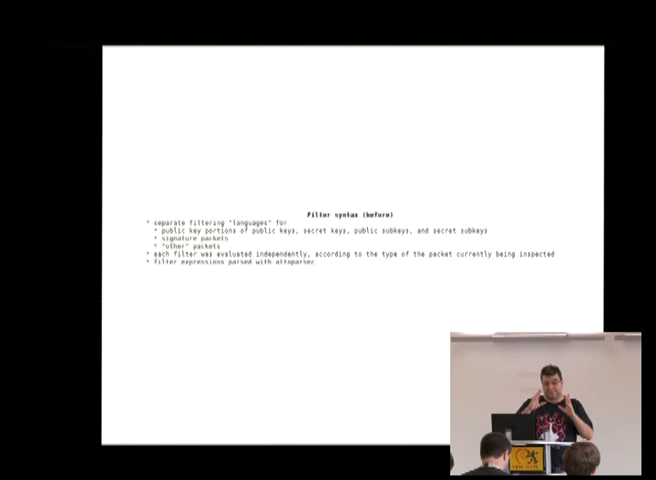 Filter syntax (before)
* separate filtering "languages" for
* public key portions of public keys, secret keys, public subkeys, and secret subkeys
* signature packets
* "other" packets
* each filter was evaluated independently, according to the type of the packet currently being inspected
* filter expressions parsed with attoparsec